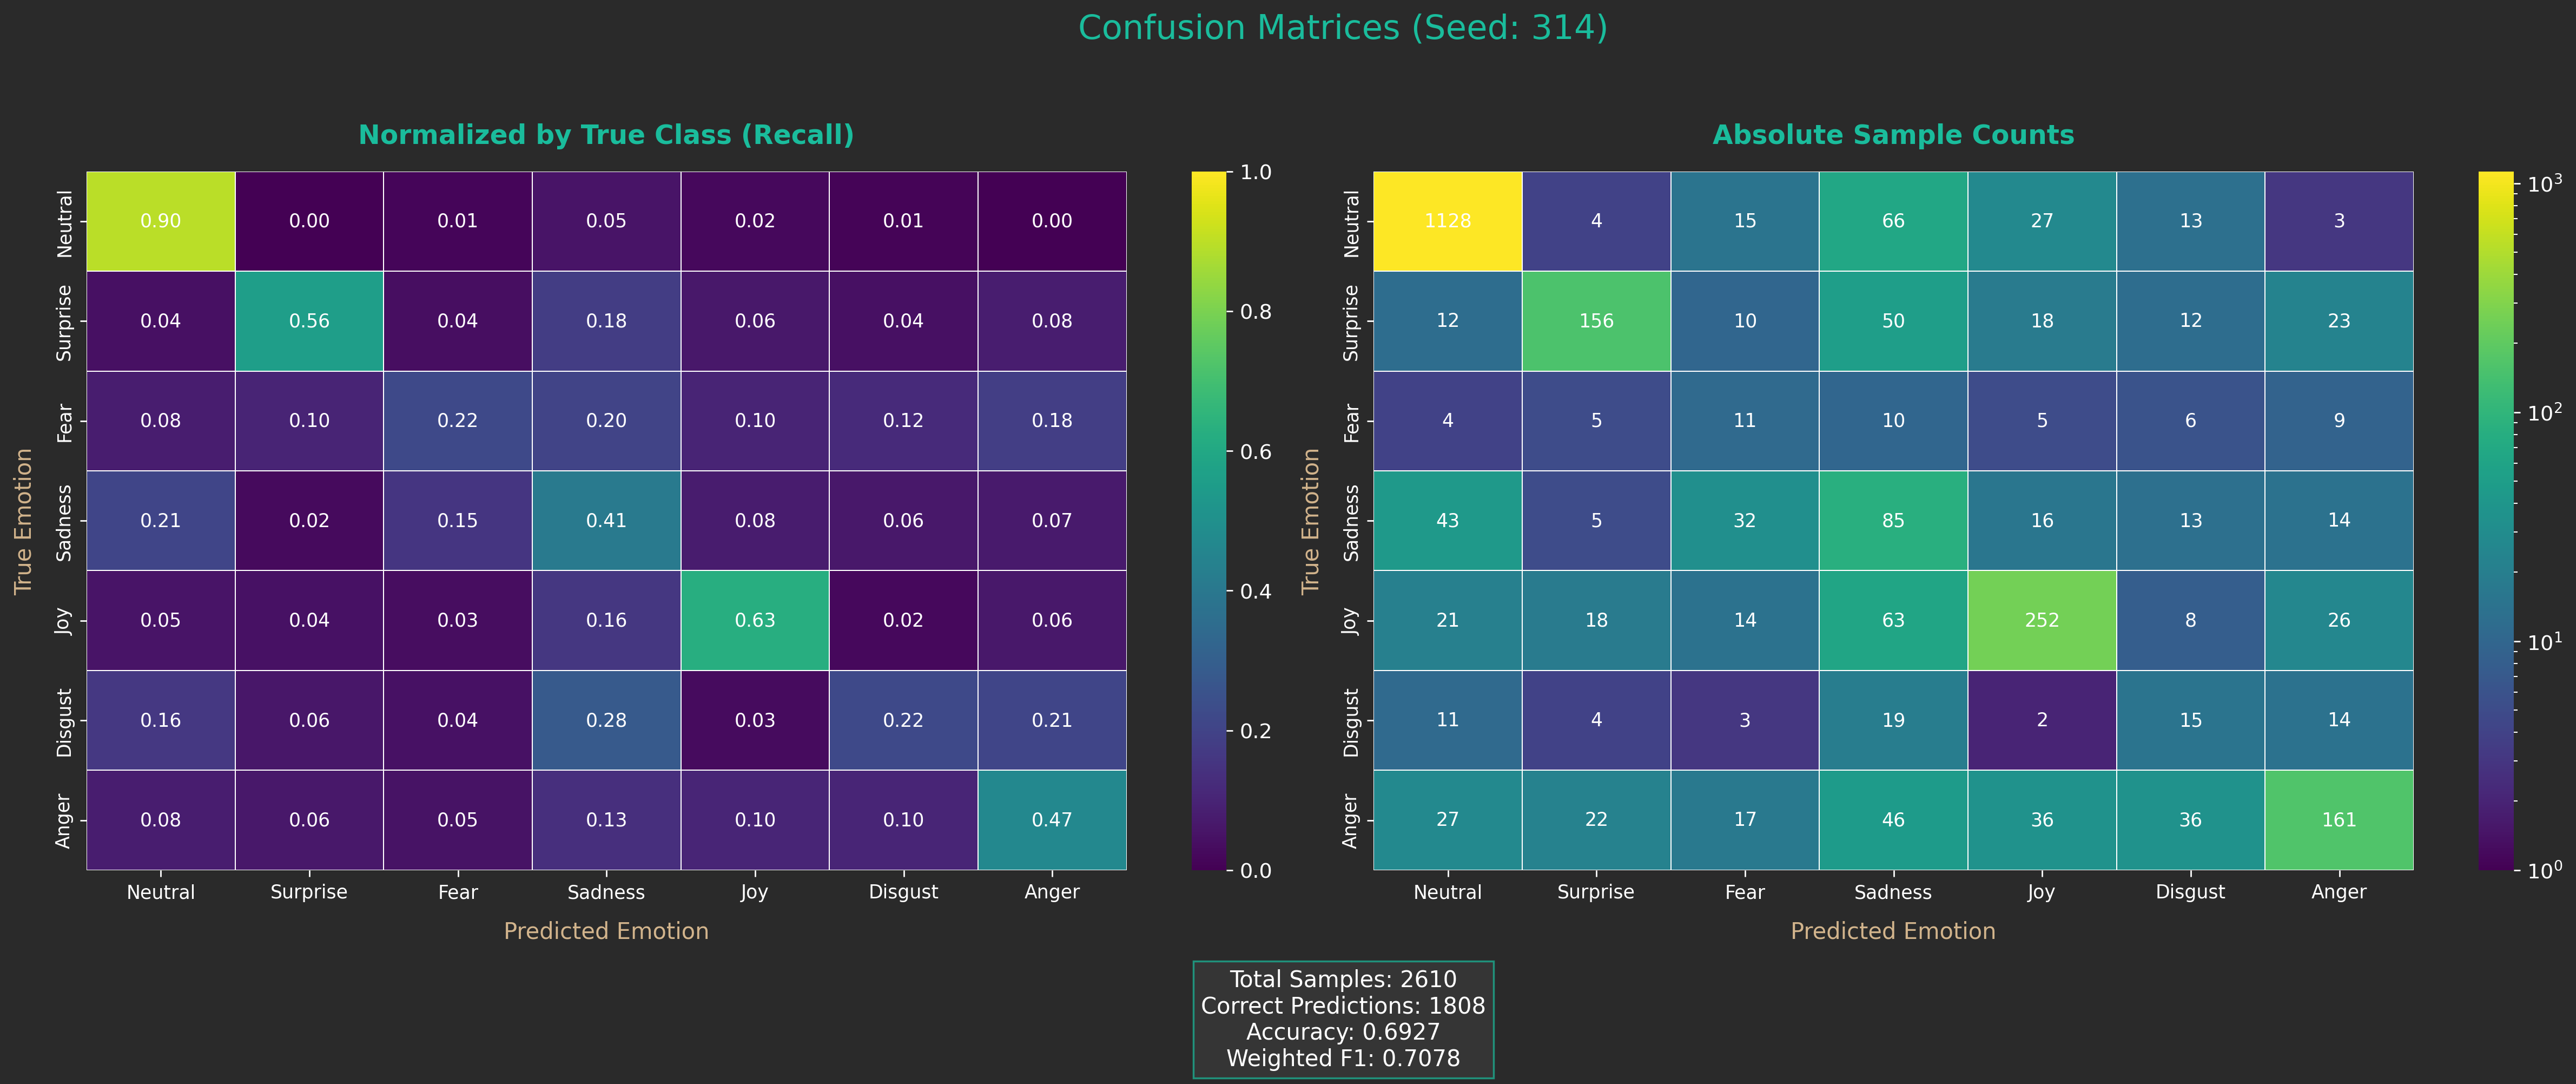 Confusion Matrices (Seed: 314)
Normalized by True Class (Recall)
True Emotion
Neutral 0.90 0.00 0.01 0.05 0.02 0.01 0.00
Surprise 0.04 0.56 0.04 0.18 0.06 0.04 0.08
Fear 0.08 0.10 0.22 0.20 0.10 0.12 0.18
Sadness 0.21 0.02 0.15 0.41 0.08 0.06 0.07
Joy 0.05 0.04 0.03 0.16 0.63 0.02 0.06
Disgust 0.16 0.06 0.04 0.28 0.03 0.22 0.21
Anger 0.08 0.06 0.05 0.13 0.10 0.10 0.47
Neutral Surprise Fear Sadness Joy Disgust Anger
Predicted Emotion
1.0
0.8
0.6
0.4
0.2
0.0
Absolute Sample Counts
True Emotion
Neutral 1128 4 15 66 27 13 3
Surprise 12 156 10 50 18 12 23
Fear 4 5 11 10 5 6 9
Sadness 43 5 32 85 16 13 14
Joy 21 18 14 63 252 8 26
Disgust 11 4 3 19 2 15 14
Anger 27 22 17 46 36 36 161
Neutral Surprise Fear Sadness Joy Disgust Anger
Predicted Emotion
10³
10²
10¹
10⁰
Total Samples: 2610
Correct Predictions: 1808
Accuracy: 0.6927
Weighted F1: 0.7078